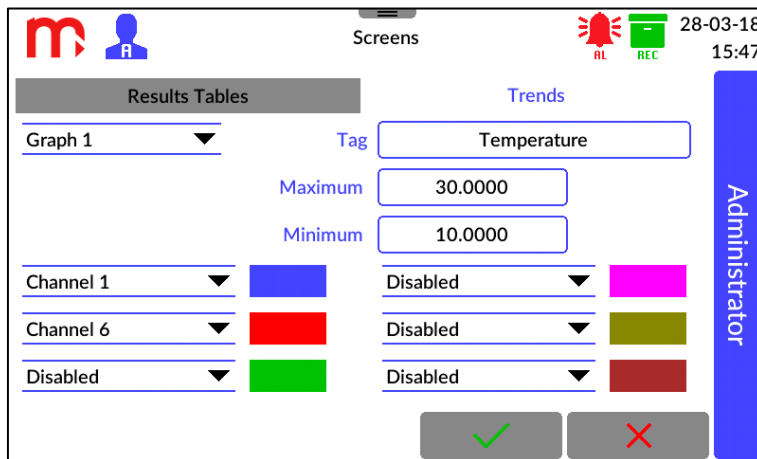 m
A
Screens
AL
REC
28-03-18
15:47
Results Tables
Trends
Graph 1
Tag
Temperature
Maximum
30.0000
Minimum
10.0000
Channel 1
Disabled
Channel 6
Disabled
Disabled
Disabled
Administrator